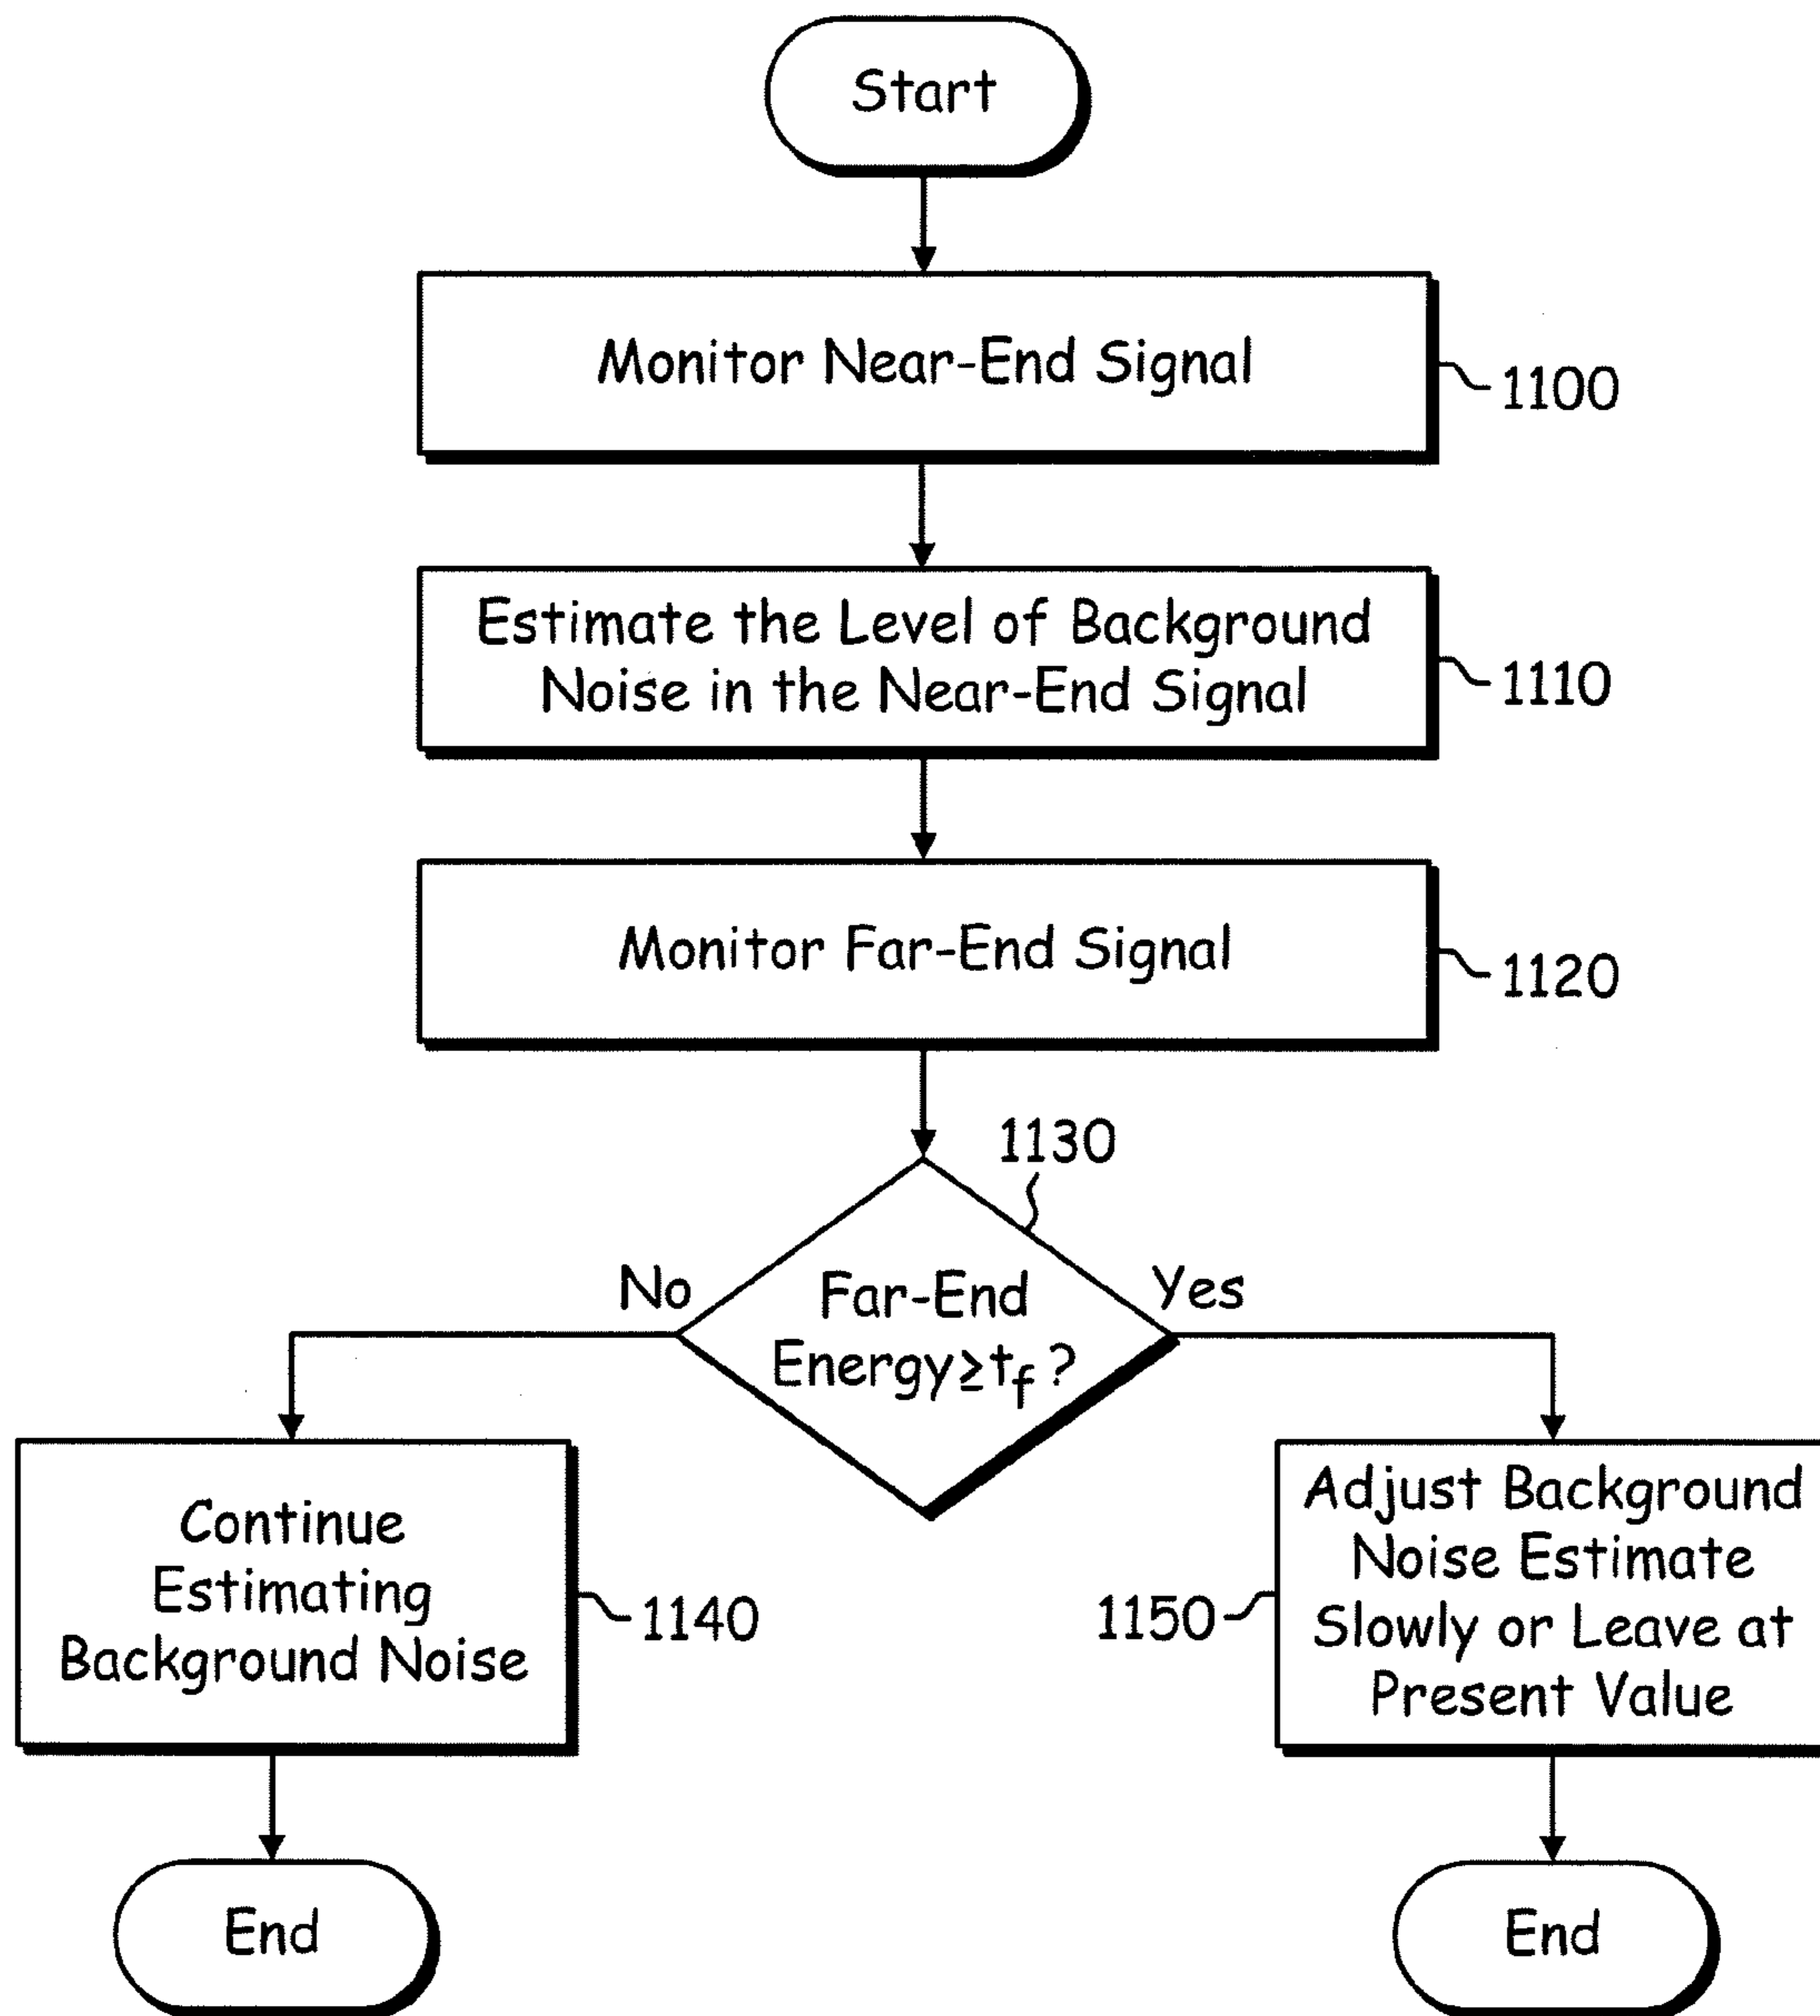 Start
Monitor Near-End Signal
1100
Estimate the Level of Background
Noise in the Near-End Signal
1110
Monitor Far-End Signal
1120
1130
No
Far-End
Energy≥tf ?
Yes
Continue
Estimating
Background Noise
1140
Adjust Background
Noise Estimate
Slowly or Leave at
Present Value
1150
End
End